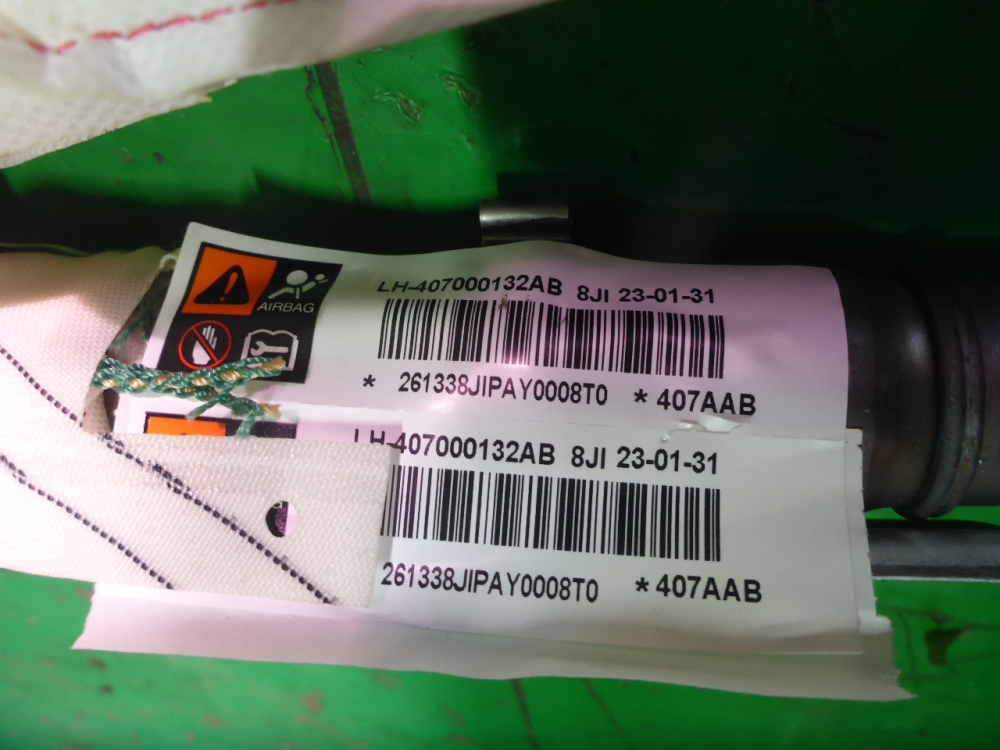 AIRBAG
LH-407000132AB 8JI 23-01-31
* 261338JIPAY0008T0 *407AAB
LH-407000132AB 8JI 23-01-31
261338JIPAY0008T0 *407AAB